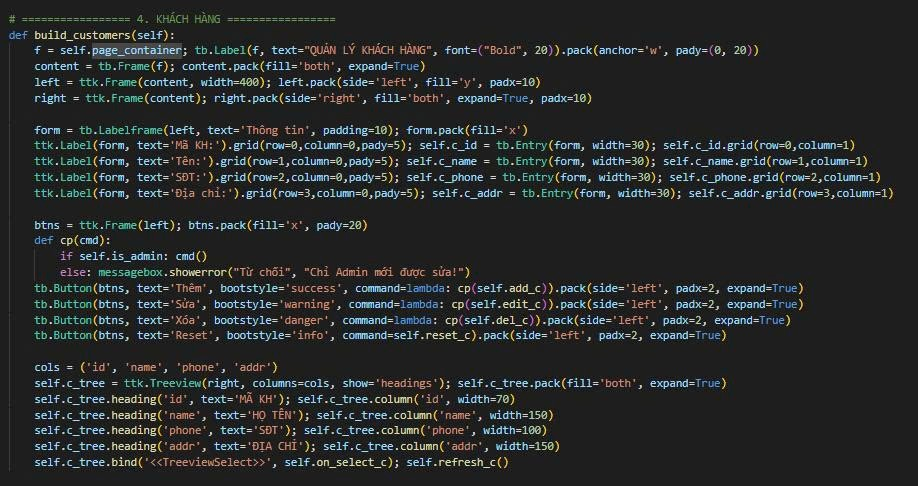 # ================= 4. KHÁCH HÀNG =================
def build_customers(self):
    f = self.page_container; tb.Label(f, text="QUẢN LÝ KHÁCH HÀNG", font=("Bold", 20)).pack(anchor='w', pady=(0, 20))
    content = tb.Frame(f); content.pack(fill='both', expand=True)
    left = ttk.Frame(content, width=400); left.pack(side='left', fill='y', padx=10)
    right = ttk.Frame(content); right.pack(side='right', fill='both', expand=True, padx=10)

    form = tb.Labelframe(left, text='Thông tin', padding=10); form.pack(fill='x')
    ttk.Label(form, text='Mã KH:').grid(row=0,column=0,pady=5); self.c_id = tb.Entry(form, width=30); self.c_id.grid(row=0,column=1)
    ttk.Label(form, text='Tên:').grid(row=1,column=0,pady=5); self.c_name = tb.Entry(form, width=30); self.c_name.grid(row=1,column=1)
    ttk.Label(form, text='SĐT:').grid(row=2,column=0,pady=5); self.c_phone = tb.Entry(form, width=30); self.c_phone.grid(row=2,column=1)
    ttk.Label(form, text='Địa chỉ:').grid(row=3,column=0,pady=5); self.c_addr = tb.Entry(form, width=30); self.c_addr.grid(row=3,column=1)

    btns = ttk.Frame(left); btns.pack(fill='x', pady=20)
    def cp(cmd):
        if self.is_admin: cmd()
        else: messagebox.showerror("Từ chối", "Chỉ Admin mới được sửa!")
    tb.Button(btns, text='Thêm', bootstyle='success', command=lambda: cp(self.add_c)).pack(side='left', padx=2, expand=True)
    tb.Button(btns, text='Sửa', bootstyle='warning', command=lambda: cp(self.edit_c)).pack(side='left', padx=2, expand=True)
    tb.Button(btns, text='Xóa', bootstyle='danger', command=lambda: cp(self.del_c)).pack(side='left', padx=2, expand=True)
    tb.Button(btns, text='Reset', bootstyle='info', command=self.reset_c).pack(side='left', padx=2, expand=True)

    cols = ('id', 'name', 'phone', 'addr')
    self.c_tree = ttk.Treeview(right, columns=cols, show='headings'); self.c_tree.pack(fill='both', expand=True)
    self.c_tree.heading('id', text='MÃ KH'); self.c_tree.column('id', width=70)
    self.c_tree.heading('name', text='HỌ TÊN'); self.c_tree.column('name', width=150)
    self.c_tree.heading('phone', text='SĐT'); self.c_tree.column('phone', width=100)
    self.c_tree.heading('addr', text='ĐỊA CHỈ'); self.c_tree.column('addr', width=150)
    self.c_tree.bind('<<TreeviewSelect>>', self.on_select_c); self.refresh_c()